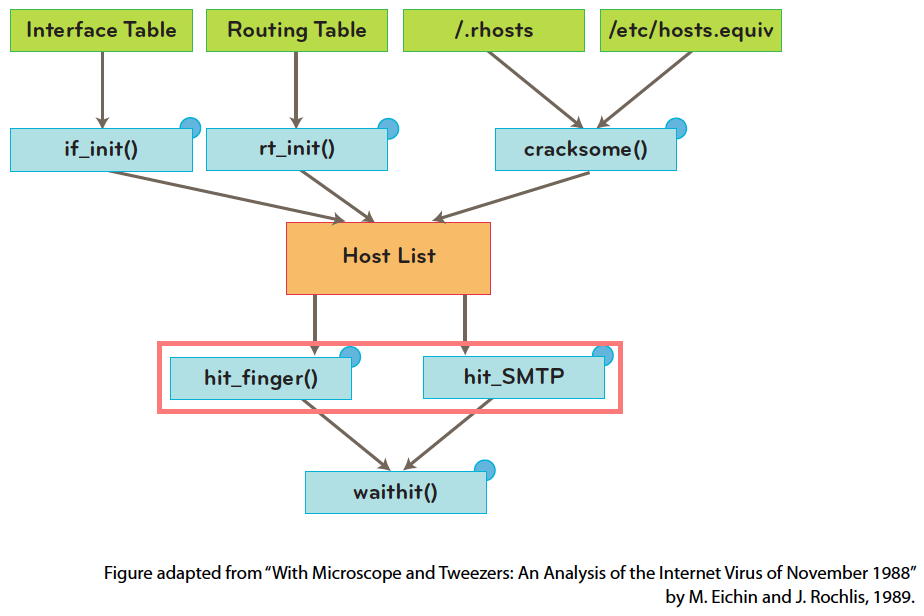 Interface Table
Routing Table
/.rhosts
/etc/hosts.equiv
if_init()
rt_init()
cracksome()
Host List
hit_finger()
hit_SMTP
waithit()
Figure adapted from “With Microscope and Tweezers: An Analysis of the Internet Virus of November 1988”
by M. Eichin and J. Rochlis, 1989.